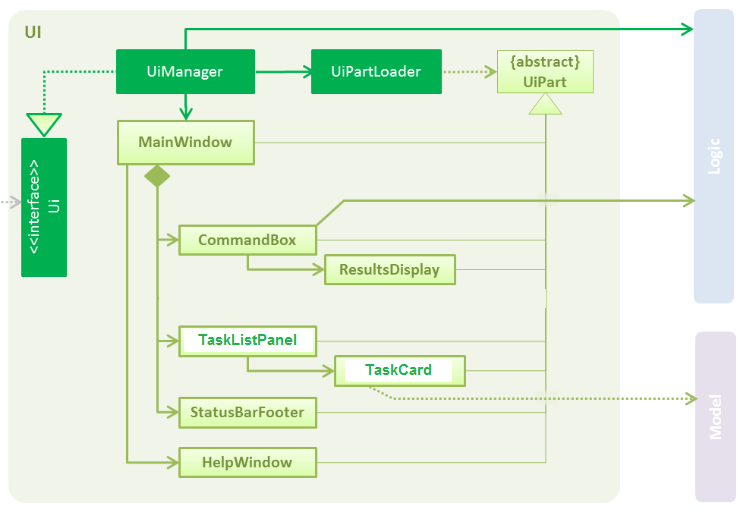 UI
UiManager
UiPartLoader
{abstract}
UiPart
MainWindow
<<interface>>
Ui
Logic
CommandBox
ResultsDisplay
TaskListPanel
TaskCard
StatusBarFooter
HelpWindow
Model